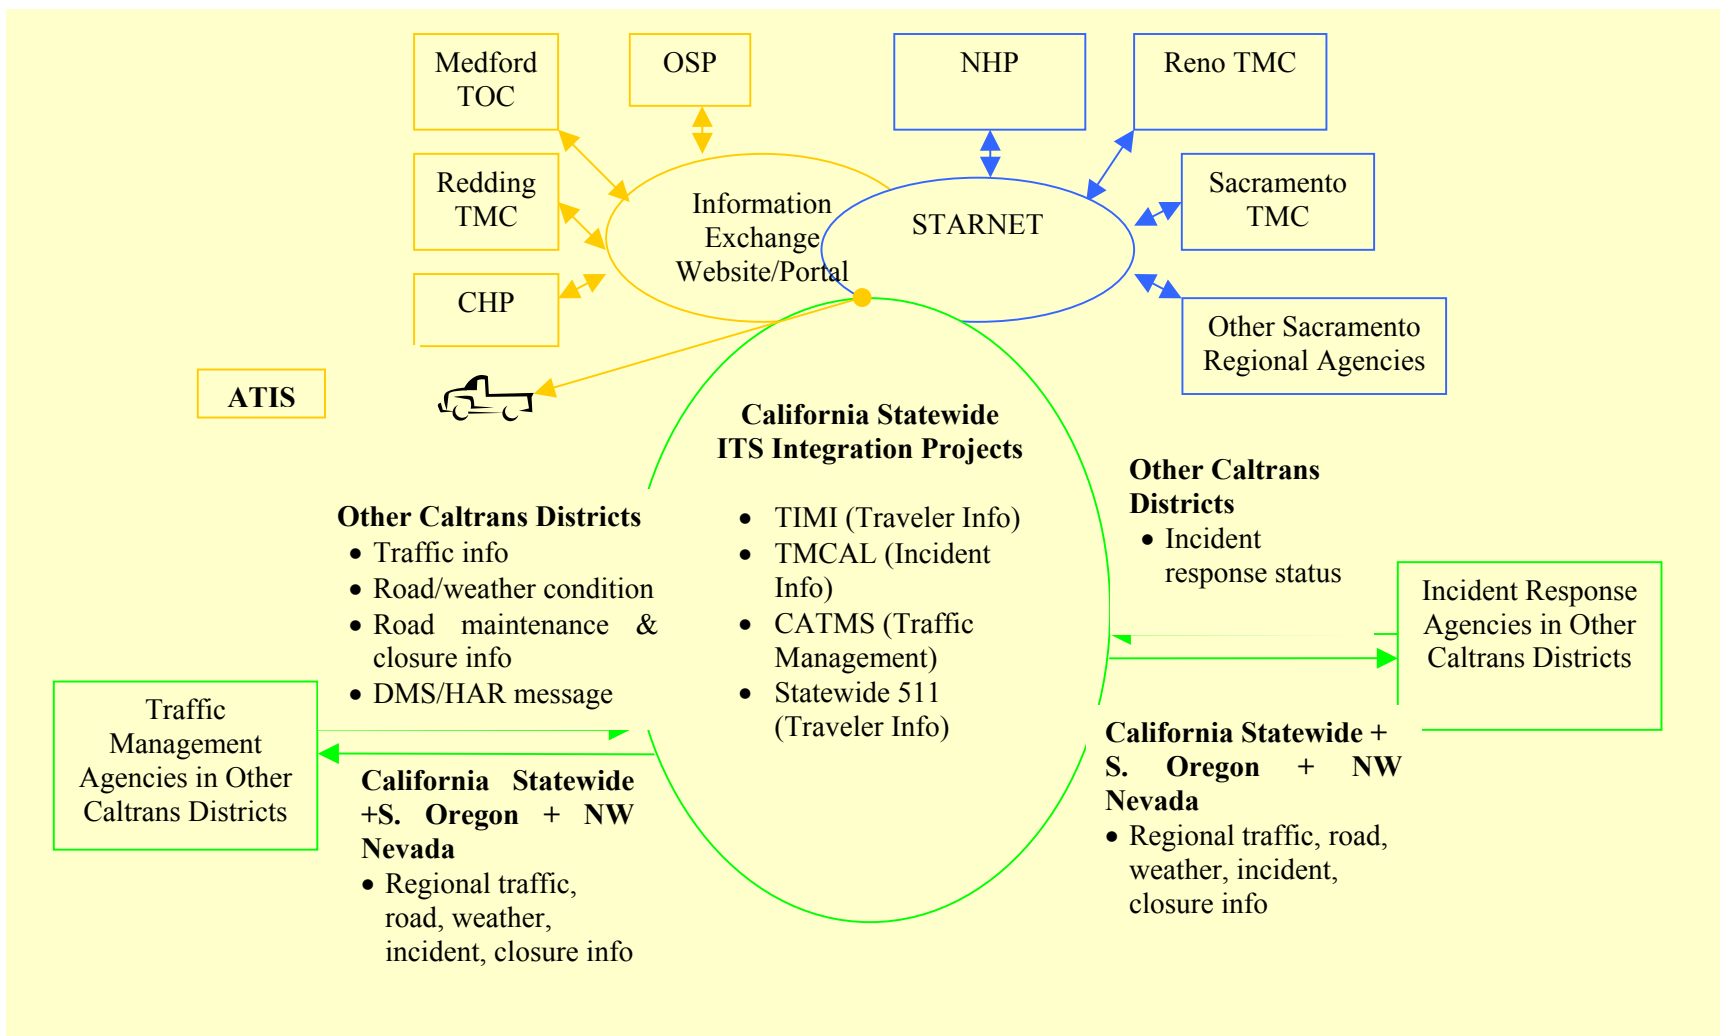 Medford
TOC
OSP
NHP
Reno TMC
Redding
TMC
Information
Exchange
Website/Portal
STARNET
Sacramento
TMC
CHP
Other Sacramento
Regional Agencies
ATIS
California Statewide
ITS Integration Projects
• TIMI (Traveler Info)
• TMCAL (Incident
Info)
• CATMS (Traffic
Management)
• Statewide 511
(Traveler Info)
Other Caltrans Districts
• Traffic info
• Road/weather condition
• Road maintenance &
closure info
• DMS/HAR message
Other Caltrans
Districts
• Incident
response status
Incident Response
Agencies in Other
Caltrans Districts
Traffic
Management
Agencies in Other
Caltrans Districts
California Statewide
+S. Oregon + NW
Nevada
• Regional traffic,
road, weather,
incident, closure info
California Statewide +
S. Oregon + NW
Nevada
• Regional traffic, road,
weather, incident,
closure info